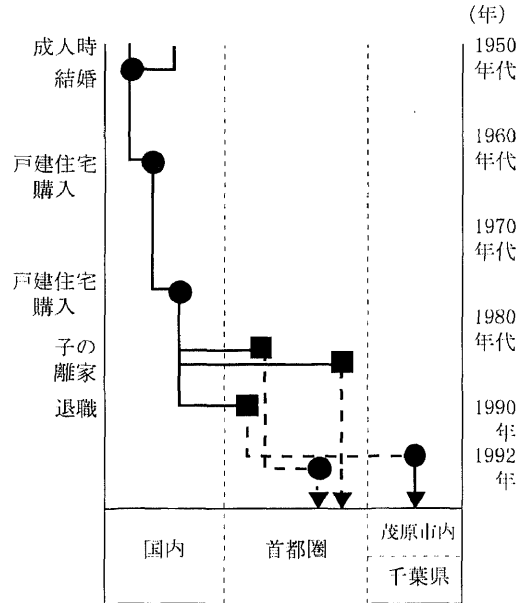 (年)
成人時
結婚
戸建住宅
購入
戸建住宅
購入
子の
離家
退職
1950
年代
1960
年代
1970
年代
1980
年代
1990
年
1992
年
国内
首都圏
茂原市内
千葉県